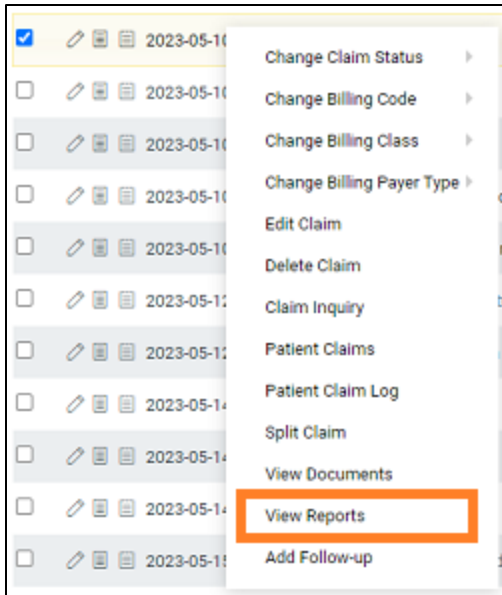 2023-05-10
Change Claim Status
2023-05-10
Change Billing Code
2023-05-10
Change Billing Class
2023-05-10
Change Billing Payer Type
Edit Claim
2023-05-10
Delete Claim
2023-05-12
Claim Inquiry
2023-05-12
Patient Claims
2023-05-14
Patient Claim Log
Split Claim
2023-05-14
View Documents
2023-05-14
View Reports
2023-05-15
Add Follow-up